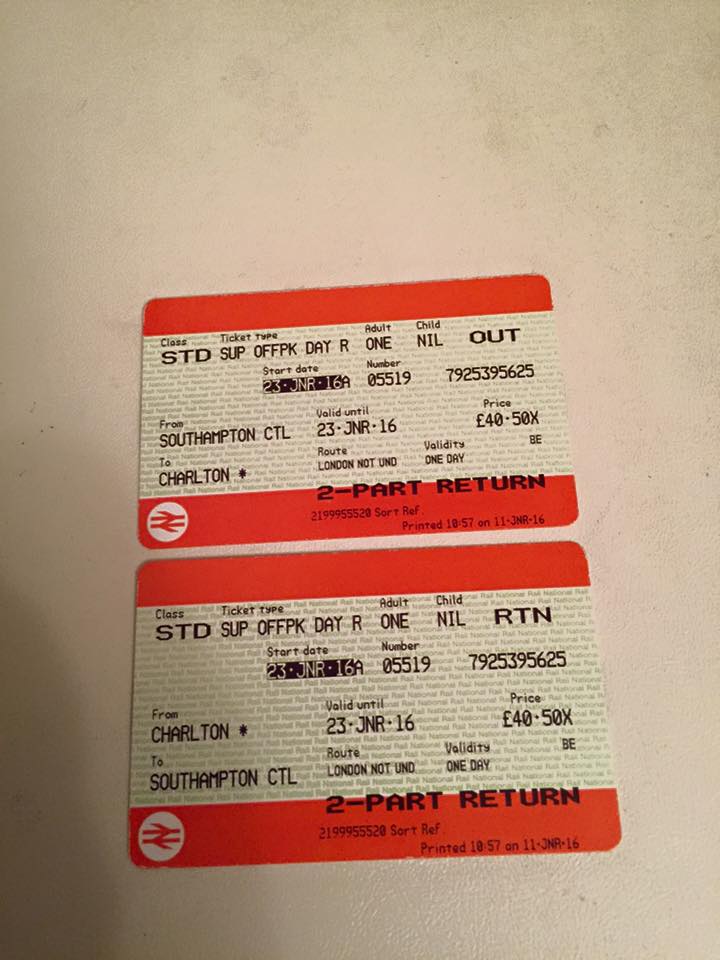 Class Ticket type Adult Child
STD SUP OFFPK DAY R ONE NIL OUT
Start date Number
23·JNR·16A 05519 7925395625
From Valid until Price
SOUTHAMPTON CTL 23·JNR·16 £40·50X
To Route Validity BE
CHARLTON * LONDON NOT UND ONE DAY
2-PART RETURN
2199955520 Sort Ref.
Printed 10:57 on 11·JNR·16
Class Ticket type Adult Child
STD SUP OFFPK DAY R ONE NIL RTN
Start date Number
23·JNR·16A 05519 7925395625
From Valid until Price
CHARLTON * 23·JNR·16 £40·50X
To Route Validity BE
SOUTHAMPTON CTL LONDON NOT UND ONE DAY
2-PART RETURN
2199955520 Sort Ref.
Printed 10:57 on 11·JNR·16